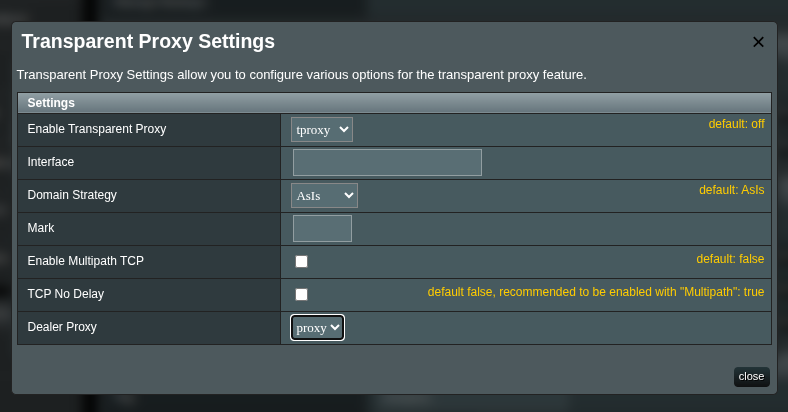 Transparent Proxy Settings
×
Transparent Proxy Settings allow you to configure various options for the transparent proxy feature.
Settings
Enable Transparent Proxy tproxy default: off
Interface
Domain Strategy AsIs default: AsIs
Mark
Enable Multipath TCP default: false
TCP No Delay default false, recommended to be enabled with "Multipath": true
Dealer Proxy proxy
close